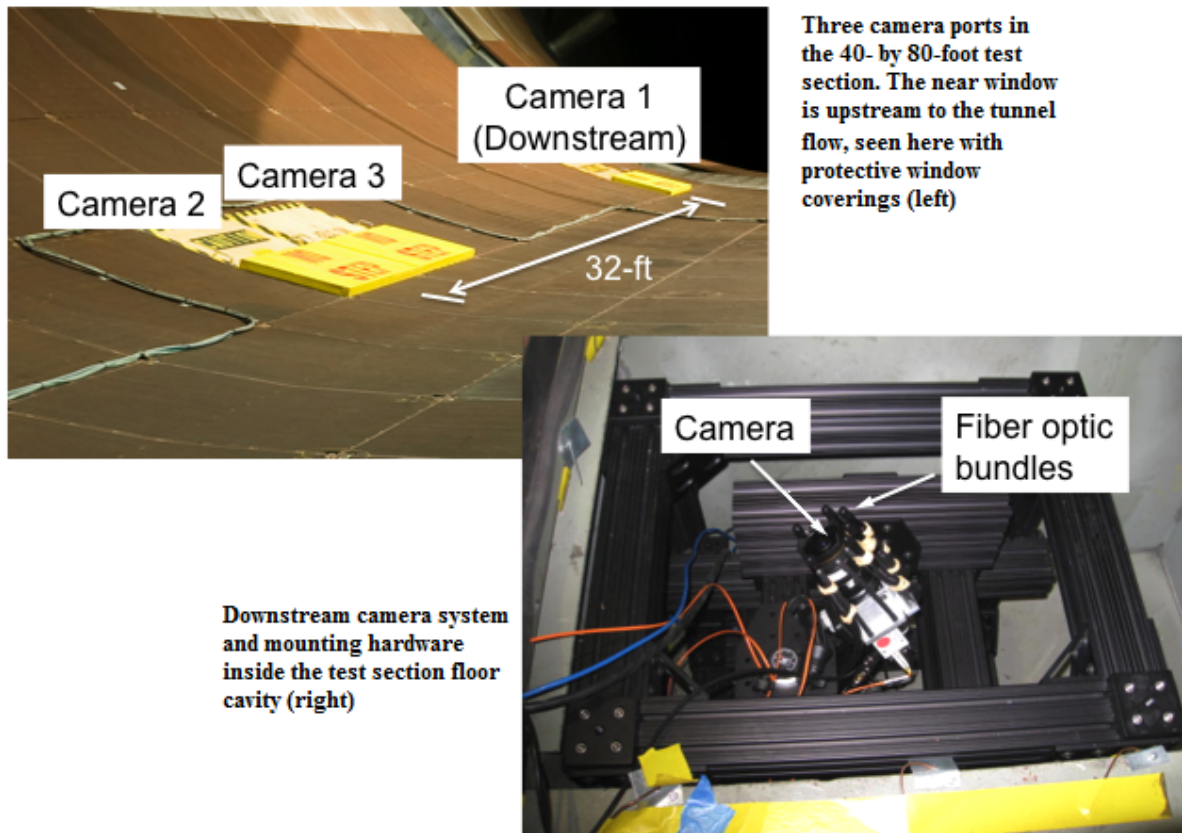 Three camera ports in
the 40- by 80-foot test
section. The near window
is upstream to the tunnel
flow, seen here with
protective window
coverings (left)
Camera 1
(Downstream)
Camera 3
Camera 2
32-ft
Camera
Fiber optic
bundles
Downstream camera system
and mounting hardware
inside the test section floor
cavity (right)